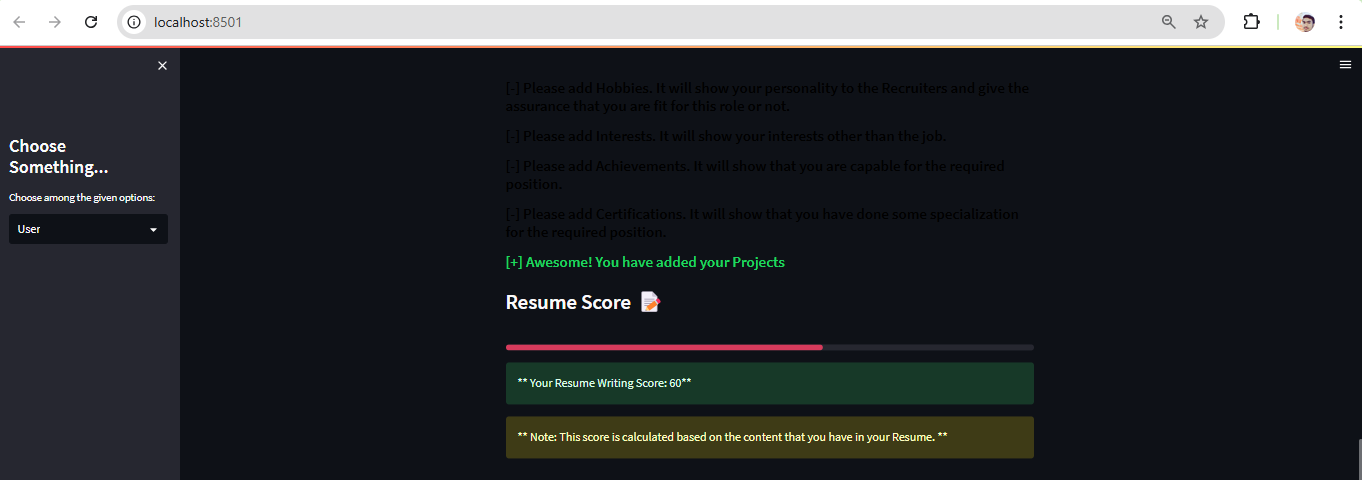 localhost:8501
[-] Please add Hobbies. It will show your personality to the Recruiters and give the
assurance that you are fit for this role or not.
[-] Please add Interests. It will show your interests other than the job.
[-] Please add Achievements. It will show that you are capable for the required
position.
[-] Please add Certifications. It will show that you have done some specialization
for the required position.
[+] Awesome! You have added your Projects
Resume Score
** Your Resume Writing Score: 60**
** Note: This score is calculated based on the content that you have in your Resume. **
Choose
Something...
Choose among the given options:
User